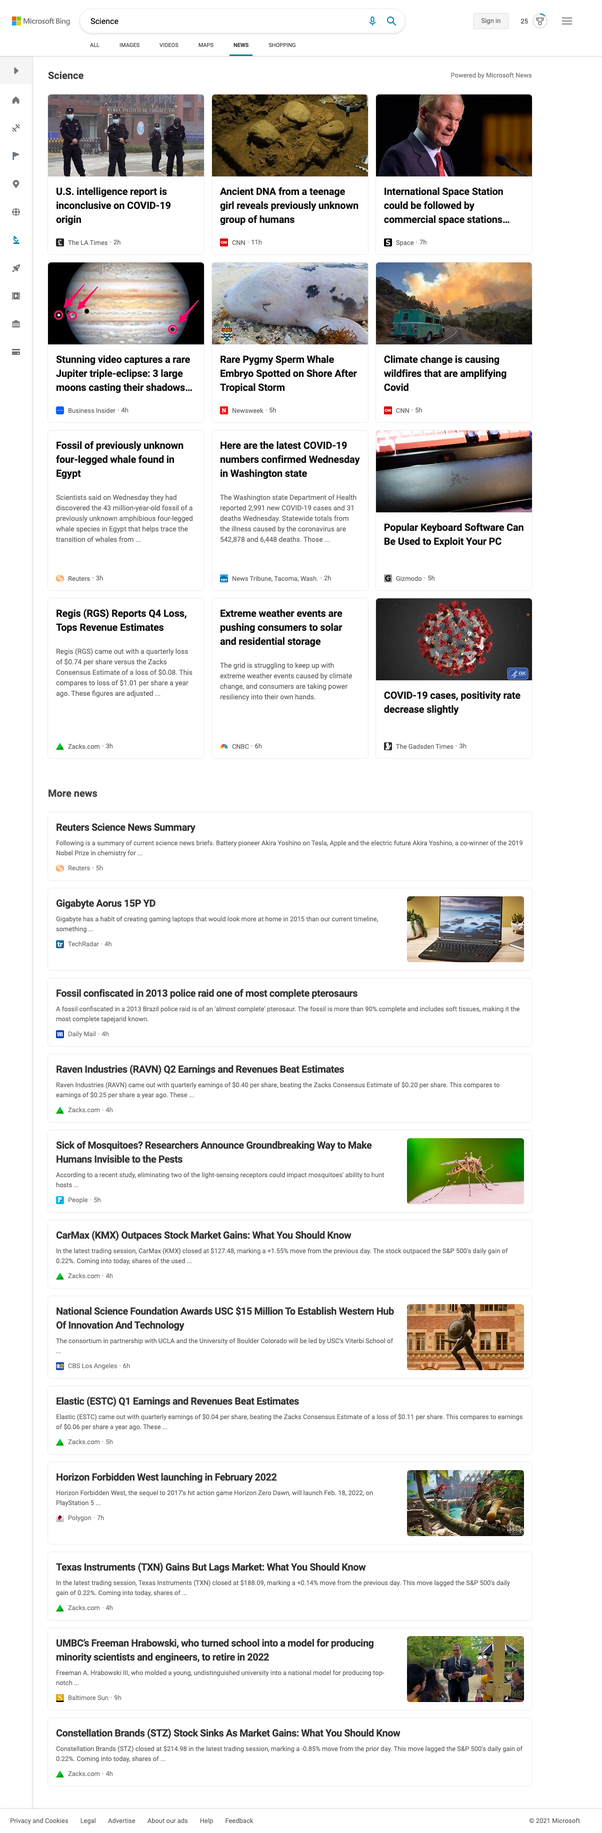 Microsoft Bing
Science
Sign in
25
ALL
IMAGES
VIDEOS
MAPS
NEWS
SHOPPING
Science
Powered by Microsoft News
U.S. intelligence report is
inconclusive on COVID-19
origin
The LA Times · 2h
Ancient DNA from a teenage
girl reveals previously unknown
group of humans
CNN · 11h
International Space Station
could be followed by
commercial space stations...
Space · 7h
Stunning video captures a rare
Jupiter triple-eclipse: 3 large
moons casting their shadows...
Business Insider · 4h
Rare Pygmy Sperm Whale
Embryo Spotted on Shore After
Tropical Storm
Newsweek · 5h
Climate change is causing
wildfires that are amplifying
Covid
CNN · 5h
Fossil of previously unknown
four-legged whale found in
Egypt
Scientists said on Wednesday they had
discovered the 43 million-year-old fossil of a
previously unknown amphibious four-legged
whale species in Egypt that helps trace the
transition of whales from ...
Reuters · 3h
Here are the latest COVID-19
numbers confirmed Wednesday
in Washington state
The Washington state Department of Health
reported 2,991 new COVID-19 cases and 31
deaths Wednesday. Statewide totals from
the illness caused by the coronavirus are
542,878 and 6,448 deaths. Those ...
News Tribune, Tacoma, Wash. · 2h
Popular Keyboard Software Can
Be Used to Exploit Your PC
Gizmodo · 5h
Regis (RGS) Reports Q4 Loss,
Tops Revenue Estimates
Regis (RGS) came out with a quarterly loss
of $0.74 per share versus the Zacks
Consensus Estimate of a loss of $0.08. This
compares to loss of $1.01 per share a year
ago. These figures are adjusted ...
Zacks.com · 3h
Extreme weather events are
pushing consumers to solar
and residential storage
The grid is struggling to keep up with
extreme weather events caused by climate
change, and consumers are taking power
resiliency into their own hands.
CNBC · 6h
CDC
COVID-19 cases, positivity rate
decrease slightly
The Gadsden Times · 3h
More news
Reuters Science News Summary
Following is a summary of current science news briefs. Battery pioneer Akira Yoshino on Tesla, Apple and the electric future Akira Yoshino, a co-winner of the 2019
Nobel Prize in chemistry for ...
Reuters · 5h
Gigabyte Aorus 15P YD
Gigabyte has a habit of creating gaming laptops that would look more at home in 2015 than our current timeline,
something ...
TechRadar · 4h
Fossil confiscated in 2013 police raid one of most complete pterosaurs
A fossil confiscated in a 2013 Brazil police raid is of an 'almost complete' pterosaur. The fossil is more than 90% complete and includes soft tissues, making it the
most complete tapejarid known.
Daily Mail · 4h
Raven Industries (RAVN) Q2 Earnings and Revenues Beat Estimates
Raven Industries (RAVN) came out with quarterly earnings of $0.40 per share, beating the Zacks Consensus Estimate of $0.20 per share. This compares to
earnings of $0.25 per share a year ago. These ...
Zacks.com · 4h
Sick of Mosquitoes? Researchers Announce Groundbreaking Way to Make
Humans Invisible to the Pests
According to a recent study, eliminating two of the light-sensing receptors could impact mosquitoes' ability to hunt
hosts ...
People · 5h
CarMax (KMX) Outpaces Stock Market Gains: What You Should Know
In the latest trading session, CarMax (KMX) closed at $127.48, marking a +1.55% move from the previous day. The stock outpaced the S&P 500's daily gain of
0.22%. Coming into today, shares of the used ...
Zacks.com · 4h
National Science Foundation Awards USC $15 Million To Establish Western Hub
Of Innovation And Technology
The consortium in partnership with UCLA and the University of Boulder Colorado will be led by USC's Viterbi School of
...
CBS Los Angeles · 6h
Elastic (ESTC) Q1 Earnings and Revenues Beat Estimates
Elastic (ESTC) came out with quarterly earnings of $0.04 per share, beating the Zacks Consensus Estimate of a loss of $0.11 per share. This compares to earnings
of $0.06 per share a year ago. These ...
Zacks.com · 5h
Horizon Forbidden West launching in February 2022
Horizon Forbidden West, the sequel to 2017's hit action game Horizon Zero Dawn, will launch Feb. 18, 2022, on
PlayStation 5 ...
Polygon · 7h
Texas Instruments (TXN) Gains But Lags Market: What You Should Know
In the latest trading session, Texas Instruments (TXN) closed at $188.09, marking a +0.14% move from the previous day. This move lagged the S&P 500's daily
gain of 0.22%. Coming into today, shares of ...
Zacks.com · 4h
UMBC's Freeman Hrabowski, who turned school into a model for producing
minority scientists and engineers, to retire in 2022
Freeman A. Hrabowski III, who molded a young, undistinguished university into a national model for producing top-
notch ...
Baltimore Sun · 9h
Constellation Brands (STZ) Stock Sinks As Market Gains: What You Should Know
Constellation Brands (STZ) closed at $214.98 in the latest trading session, marking a -0.85% move from the prior day. This move lagged the S&P 500's daily gain of
0.22%. Coming into today, shares of ...
Zacks.com · 4h
Privacy and Cookies
Legal
Advertise
About our ads
Help
Feedback
© 2021 Microsoft